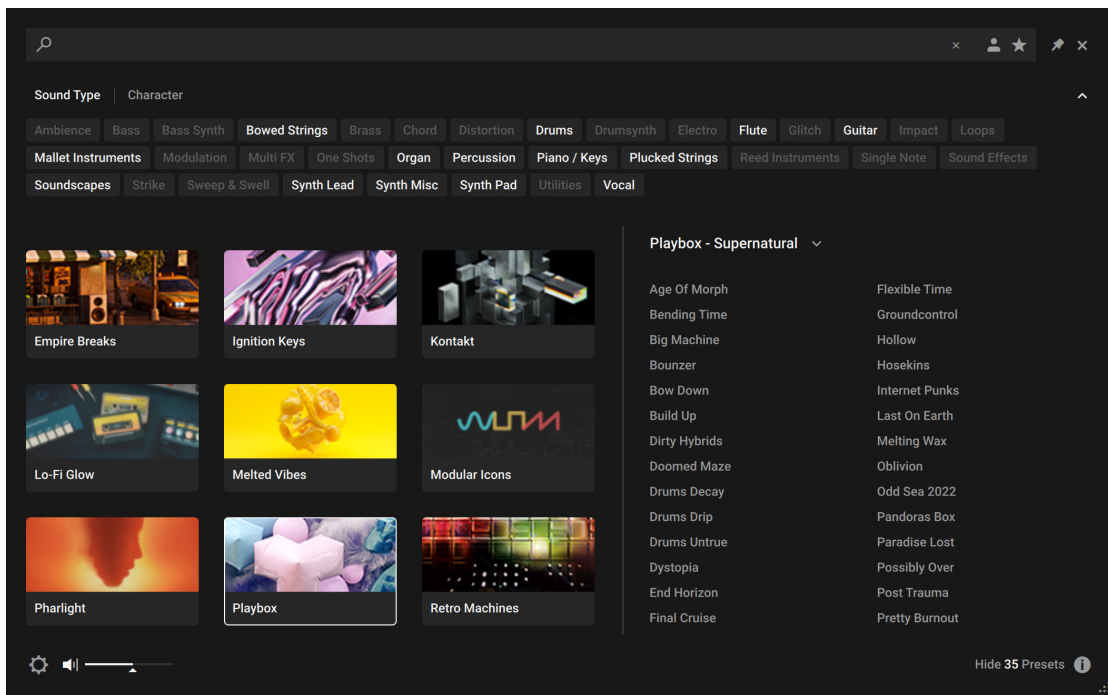 Sound Type Character
Ambience Bass Bass Synth Bowed Strings Brass Chord Distortion Drums Drumsynth Electro Flute Glitch Guitar Impact Loops
Mallet Instruments Modulation Multi FX One Shots Organ Percussion Piano / Keys Plucked Strings Reed Instruments Single Note Sound Effects
Soundscapes Strike Sweep & Swell Synth Lead Synth Misc Synth Pad Utilities Vocal
Empire Breaks Ignition Keys Kontakt
Lo-Fi Glow Melted Vibes Modular Icons
Pharlight Playbox Retro Machines
Playbox - Supernatural
Age Of Morph
Bending Time
Big Machine
Bounzer
Bow Down
Build Up
Dirty Hybrids
Doomed Maze
Drums Decay
Drums Drip
Drums Untrue
Dystopia
End Horizon
Final Cruise
Flexible Time
Groundcontrol
Hollow
Hosekins
Internet Punks
Last On Earth
Melting Wax
Oblivion
Odd Sea 2022
Pandoras Box
Paradise Lost
Possibly Over
Post Trauma
Pretty Burnout
Hide 35 Presets